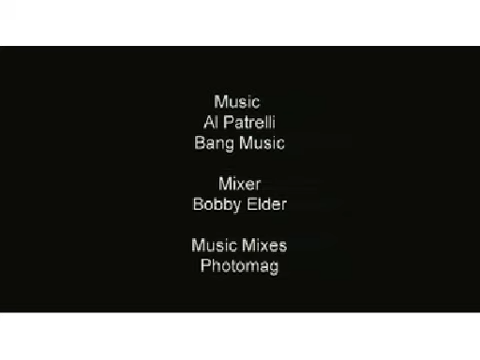 Music
Al Patrelli
Bang Music
Mixer
Bobby Elder
Music Mixes
Photomag